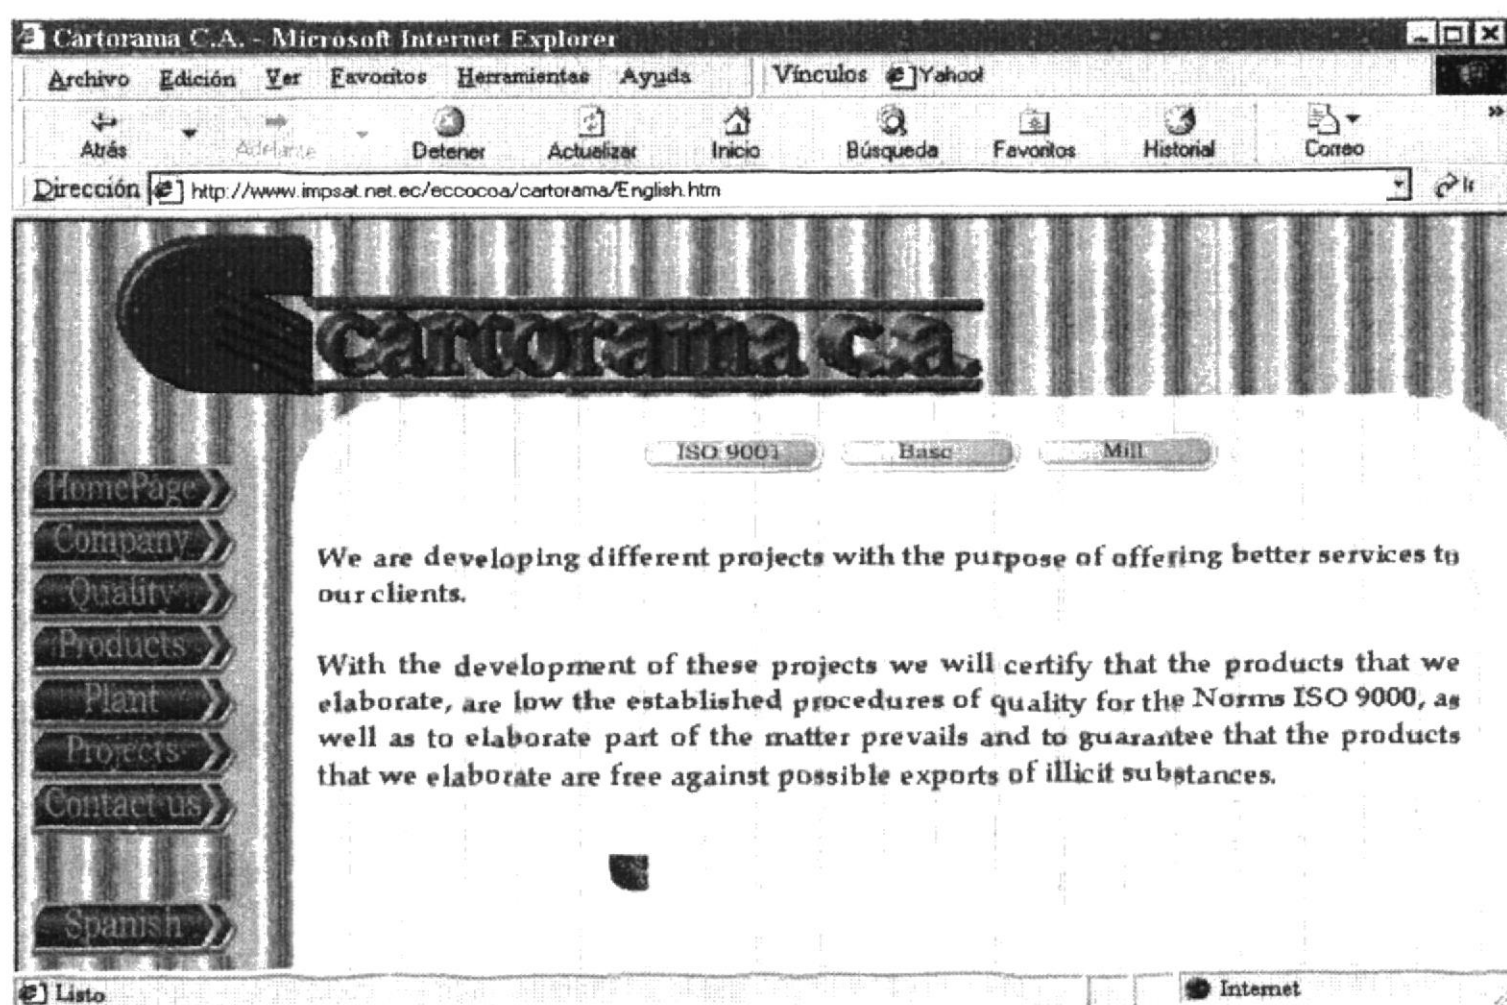 Cartorama C.A. - Microsoft Internet Explorer
Archivo Edición Ver Favoritos Herramientas Ayuda Vínculos Yahoo!
Atrás Adelante Detener Actualizar Inicio Búsqueda Favoritos Historial Correo »
Dirección http://www.impsat.net.ec/eccocoa/cartorama/English.htm Ir
cartorama c.a.
ISO 9001 Basc Mill
HomePage
Company
Quality
Products
Plant
Projects
Contact us
Spanish
We are developing different projects with the purpose of offering better services to
our clients.
With the development of these projects we will certify that the products that we
elaborate, are low the established procedures of quality for the Norms ISO 9000, as
well as to elaborate part of the matter prevails and to guarantee that the products
that we elaborate are free against possible exports of illicit substances.
Listo Internet